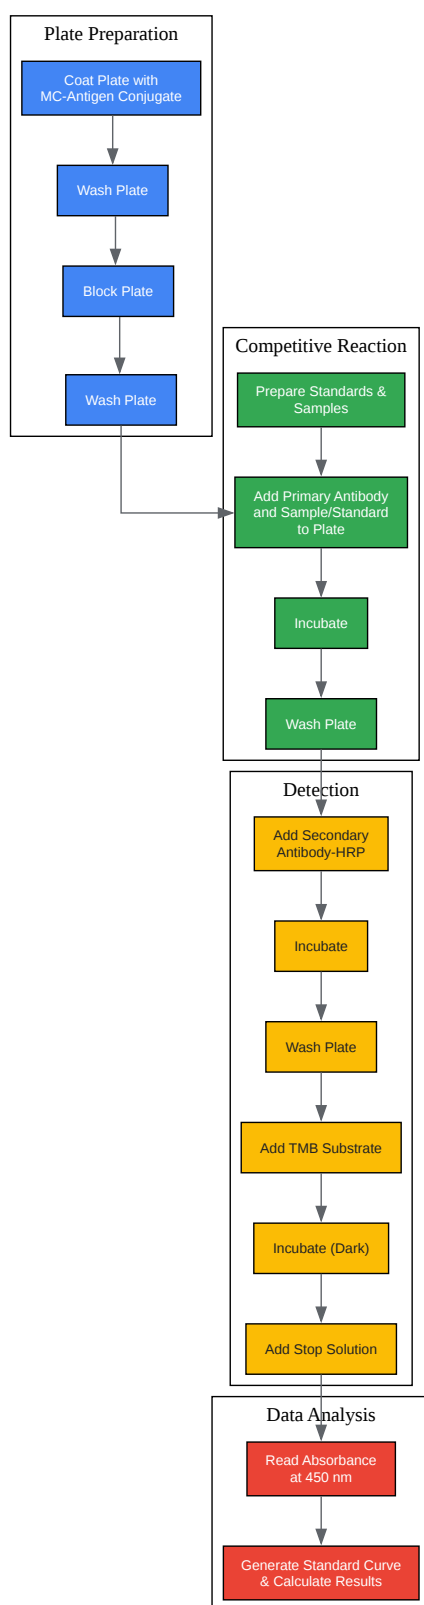 Plate Preparation
Coat Plate with
MC-Antigen Conjugate
Wash Plate
Block Plate
Wash Plate
Competitive Reaction
Prepare Standards &
Samples
Add Primary Antibody
and Sample/Standard
to Plate
Incubate
Wash Plate
Detection
Add Secondary
Antibody-HRP
Incubate
Wash Plate
Add TMB Substrate
Incubate (Dark)
Add Stop Solution
Data Analysis
Read Absorbance
at 450 nm
Generate Standard Curve
& Calculate Results